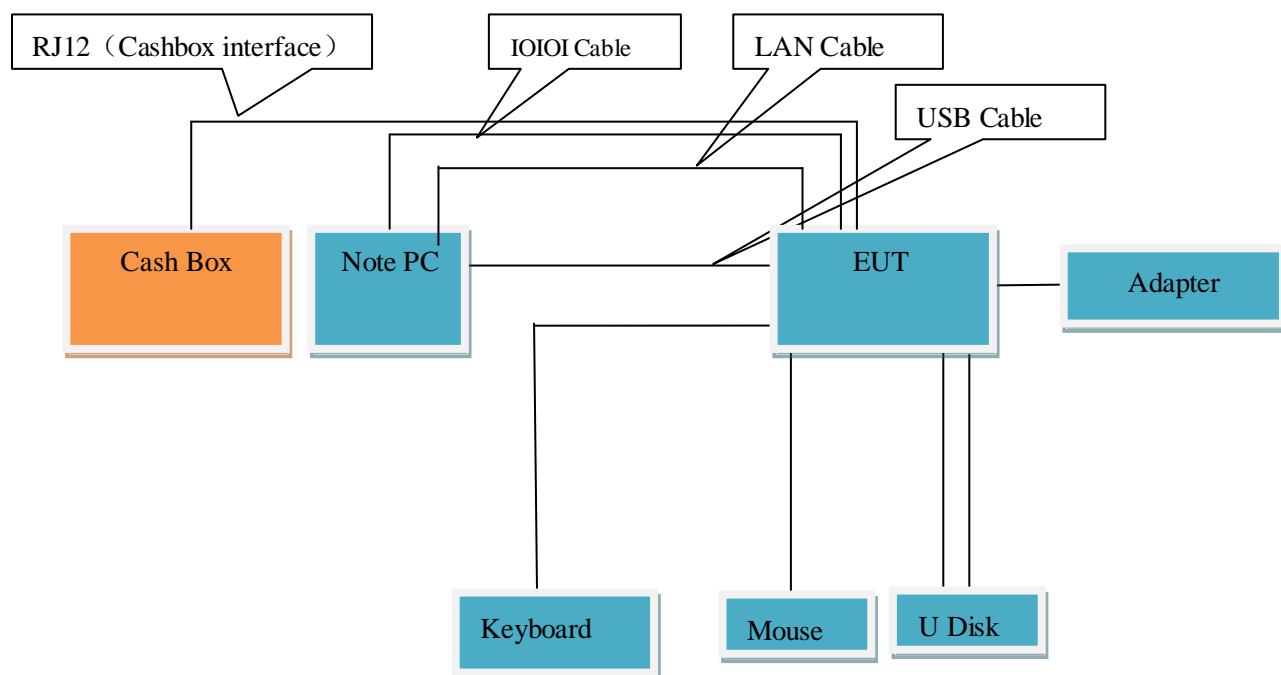 RJ12（Cashbox interface）
IOIOI Cable
LAN Cable
USB Cable
Cash Box
Note PC
EUT
Adapter
Keyboard
Mouse
U Disk